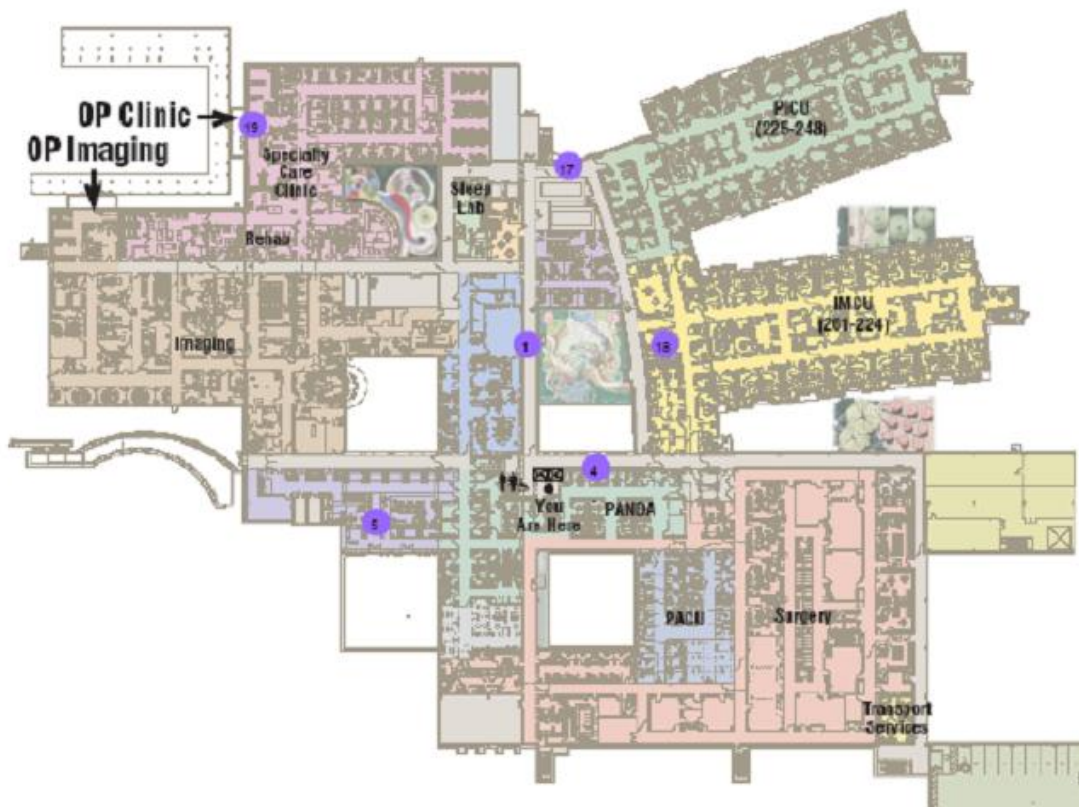 OP Clinic
19
OP Imaging
Specialty
Care
Clinic
Rehab
Sleep
Lab
17
PICU
(225-248)
IMCU
(201-224)
Imaging
1
18
4
You
Are Here
PANDA
5
PACU
Surgery
Transport
Services